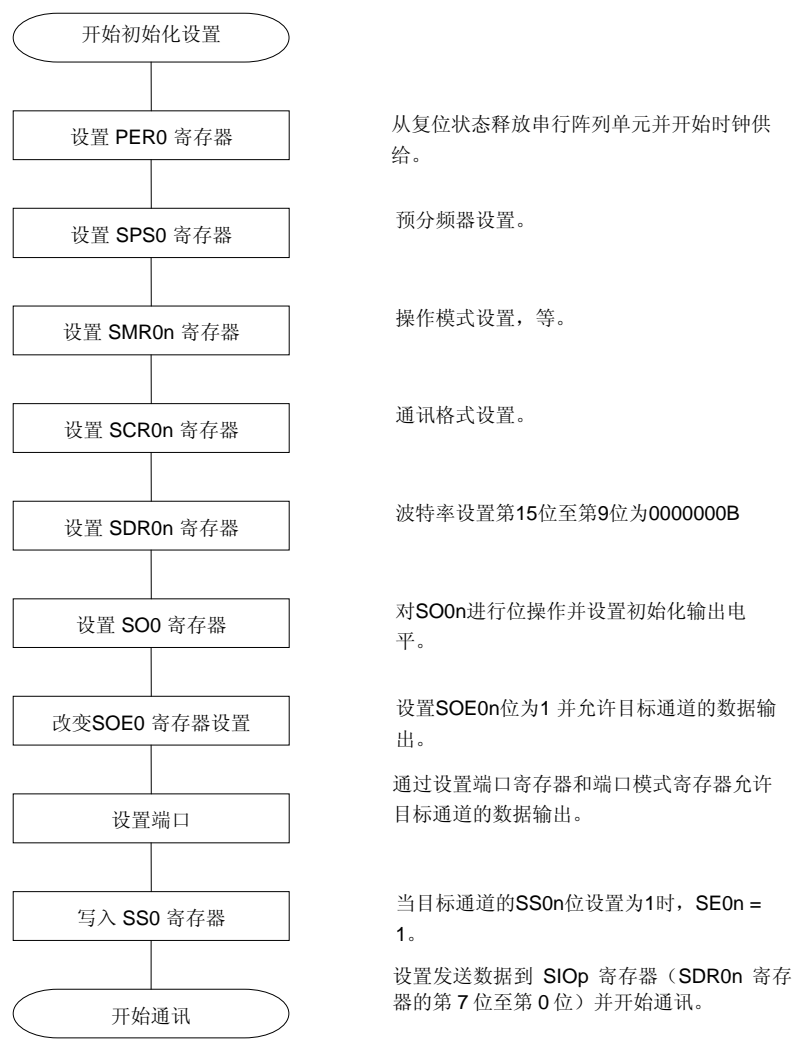 开始初始化设置
设置 PER0 寄存器
从复位状态释放串行阵列单元并开始时钟供
给。
设置 SPS0 寄存器
预分频器设置。
设置 SMR0n 寄存器
操作模式设置，等。
设置 SCR0n 寄存器
通讯格式设置。
设置 SDR0n 寄存器
波特率设置第15位至第9位为0000000B
设置 SO0 寄存器
对SO0n进行位操作并设置初始化输出电
平。
改变SOE0 寄存器设置
设置SOE0n位为1 并允许目标通道的数据输
出。
设置端口
通过设置端口寄存器和端口模式寄存器允许
目标通道的数据输出。
写入 SS0 寄存器
当目标通道的SS0n位设置为1时，SE0n =
1。
开始通讯
设置发送数据到 SIOp 寄存器（SDR0n 寄存
器的第 7 位至第 0 位）并开始通讯。